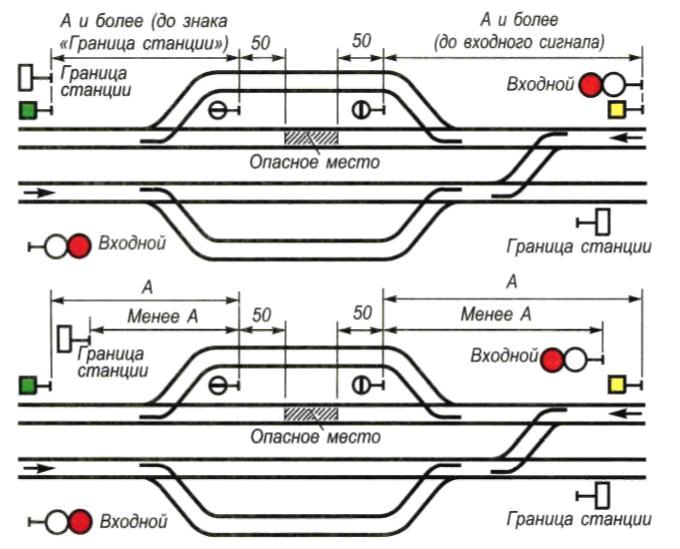 А и более (до знака
«Граница станции»)
50
50
А и более
(до входного сигнала)
Граница
станции
Входной
Опасное место
Входной
Граница станции
А
А
Менее А
50
50
Менее А
Граница
станции
Входной
Опасное место
Входной
Граница станции